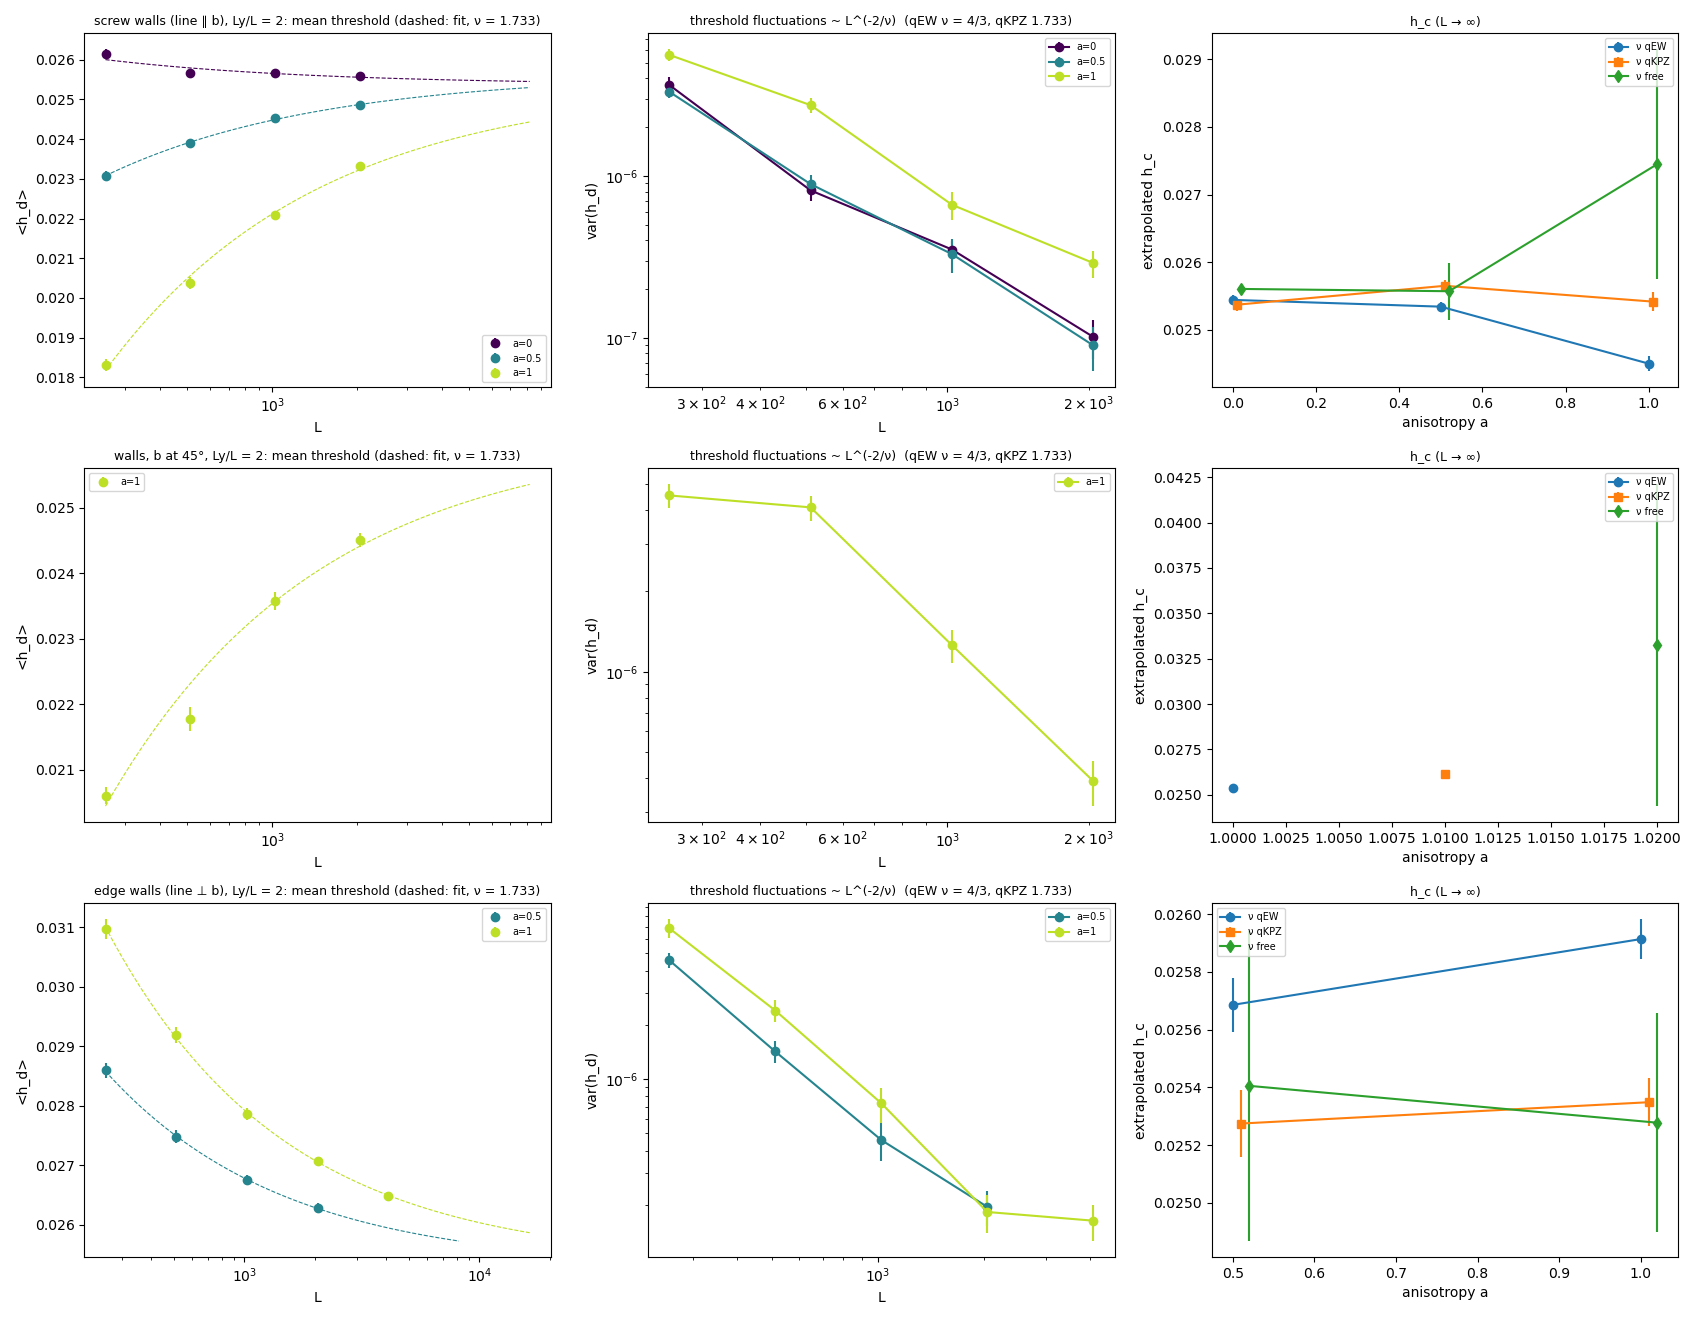 screw walls (line ∥ b), Ly/L = 2: mean threshold (dashed: fit, ν = 1.733)
<h_d>
0.026
0.025
0.024
0.023
0.022
0.021
0.020
0.019
0.018
a=0
a=0.5
a=1
10³
L
threshold fluctuations ~ L^(-2/ν) (qEW ν = 4/3, qKPZ 1.733)
var(h_d)
a=0
a=0.5
a=1
10⁻⁶
10⁻⁷
3 × 10² 4 × 10² 6 × 10² 10³ 2 × 10³
L
h_c (L → ∞)
extrapolated h_c
ν qEW
ν qKPZ
ν free
0.029
0.028
0.027
0.026
0.025
0.0 0.2 0.4 0.6 0.8 1.0
anisotropy a
walls, b at 45°, Ly/L = 2: mean threshold (dashed: fit, ν = 1.733)
<h_d>
a=1
0.025
0.024
0.023
0.022
0.021
10³
L
threshold fluctuations ~ L^(-2/ν) (qEW ν = 4/3, qKPZ 1.733)
var(h_d)
a=1
10⁻⁶
3 × 10² 4 × 10² 6 × 10² 10³ 2 × 10³
L
h_c (L → ∞)
extrapolated h_c
ν qEW
ν qKPZ
ν free
0.0425
0.0400
0.0375
0.0350
0.0325
0.0300
0.0275
0.0250
1.0000 1.0025 1.0050 1.0075 1.0100 1.0125 1.0150 1.0175 1.0200
anisotropy a
edge walls (line ⊥ b), Ly/L = 2: mean threshold (dashed: fit, ν = 1.733)
<h_d>
a=0.5
a=1
0.031
0.030
0.029
0.028
0.027
0.026
10³ 10⁴
L
threshold fluctuations ~ L^(-2/ν) (qEW ν = 4/3, qKPZ 1.733)
var(h_d)
a=0.5
a=1
10⁻⁶
10³
L
h_c (L → ∞)
extrapolated h_c
ν qEW
ν qKPZ
ν free
0.0260
0.0258
0.0256
0.0254
0.0252
0.0250
0.5 0.6 0.7 0.8 0.9 1.0
anisotropy a